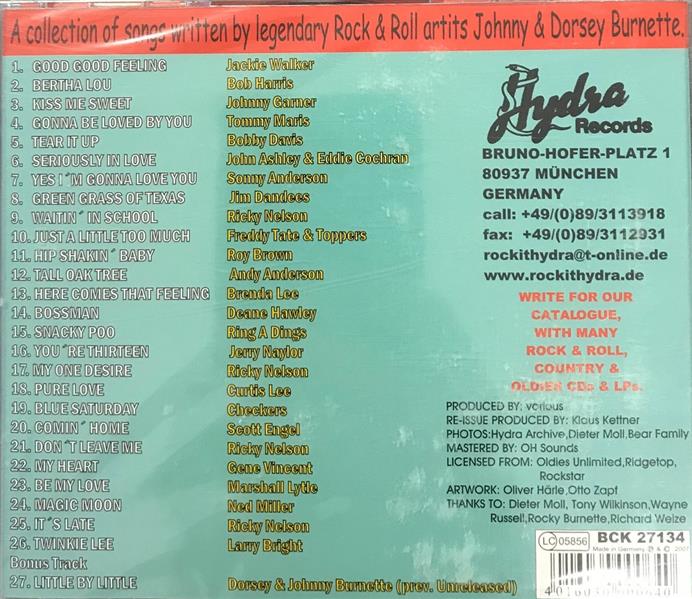 A collection of songs written by legendary Rock & Roll artits Johnny & Dorsey Burnette.
1. GOOD GOOD FEELING Jackie Walker
2. BERTHA LOU Bob Harris
3. KISS ME SWEET Johnny Garner
4. GONNA BE LOVED BY YOU Tommy Maris
5. TEAR IT UP Bobby Davis
6. SERIOUSLY IN LOVE John Ashley & Eddie Cochran
7. YES I´M GONNA LOVE YOU Sonny Anderson
8. GREEN GRASS OF TEXAS Jim Dandees
9. WAITIN´ IN SCHOOL Ricky Nelson
10. JUST A LITTLE TOO MUCH Freddy Tate & Toppers
11. HIP SHAKIN´ BABY Roy Brown
12. TALL OAK TREE Andy Anderson
13. HERE COMES THAT FEELING Brenda Lee
14. BOSSMAN Deane Hawley
15. SNACKY POO Ring A Dings
16. YOU´RE THIRTEEN Jerry Naylor
17. MY ONE DESIRE Ricky Nelson
18. PURE LOVE Curtis Lee
19. BLUE SATURDAY Checkers
20. COMIN´ HOME Scott Engel
21. DON´T LEAVE ME Ricky Nelson
22. MY HEART Gene Vincent
23. BE MY LOVE Marshall Lytle
24. MAGIC MOON Ned Miller
25. IT´S LATE Ricky Nelson
26. TWINKIE LEE Larry Bright
Bonus Track
27. LITTLE BY LITTLE Dorsey & Johnny Burnette (prev. Unreleased)
Hydra
Records
BRUNO-HOFER-PLATZ 1
80937 MÜNCHEN
GERMANY
call: +49/(0)89/3113918
fax: +49/(0)89/3112931
rockithydra@t-online.de
www.rockithydra.de
WRITE FOR OUR
CATALOGUE,
WITH MANY
ROCK & ROLL,
COUNTRY &
OLDIES CDs & LPs.
PRODUCED BY: various
RE-ISSUE PRODUCED BY: Klaus Kettner
PHOTOS:Hydra Archive,Dieter Moll,Bear Family
MASTERED BY: OH Sounds
LICENSED FROM: Oldies Unlimited,Ridgetop,
Rockstar
ARTWORK: Oliver Härle,Otto Zapf
THANKS TO: Dieter Moll, Tony Wilkinson,Wayne
Russell,Rocky Burnette,Richard Weize
LC 05856 BCK 27134
Made in Germany ℗ & © 2001